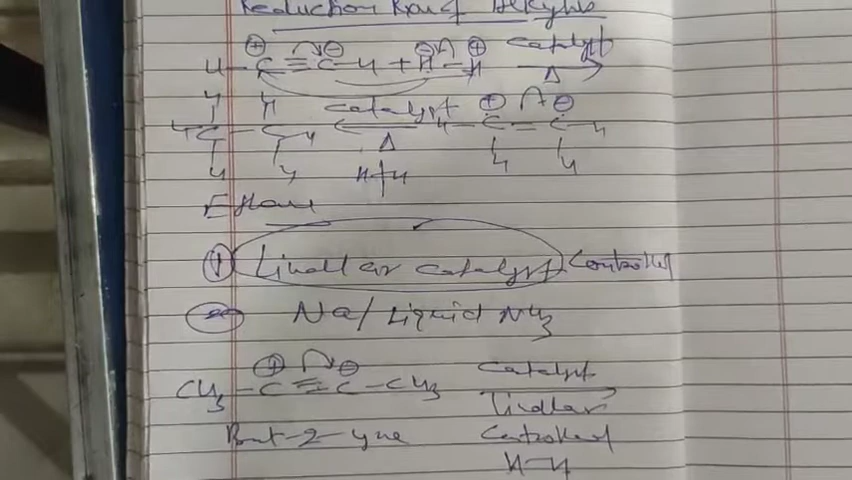 Reduction Rxn of Alkynes
⊕ ⊖ ⊖ ⊕ Catalyst
H-C≡C-H + H-H →
Δ
H H Catalyst ⊕ ⊖
H-C-C-H ← H-C=C-H
H H Δ H H
H-H
Ethane
① Lindlar catalyst Controlled
② Na/Liquid NH3
⊕ ⊖ Catalyst
CH3-C≡C-CH3 →
Lindlar
But-2-yne Controlled
H-H